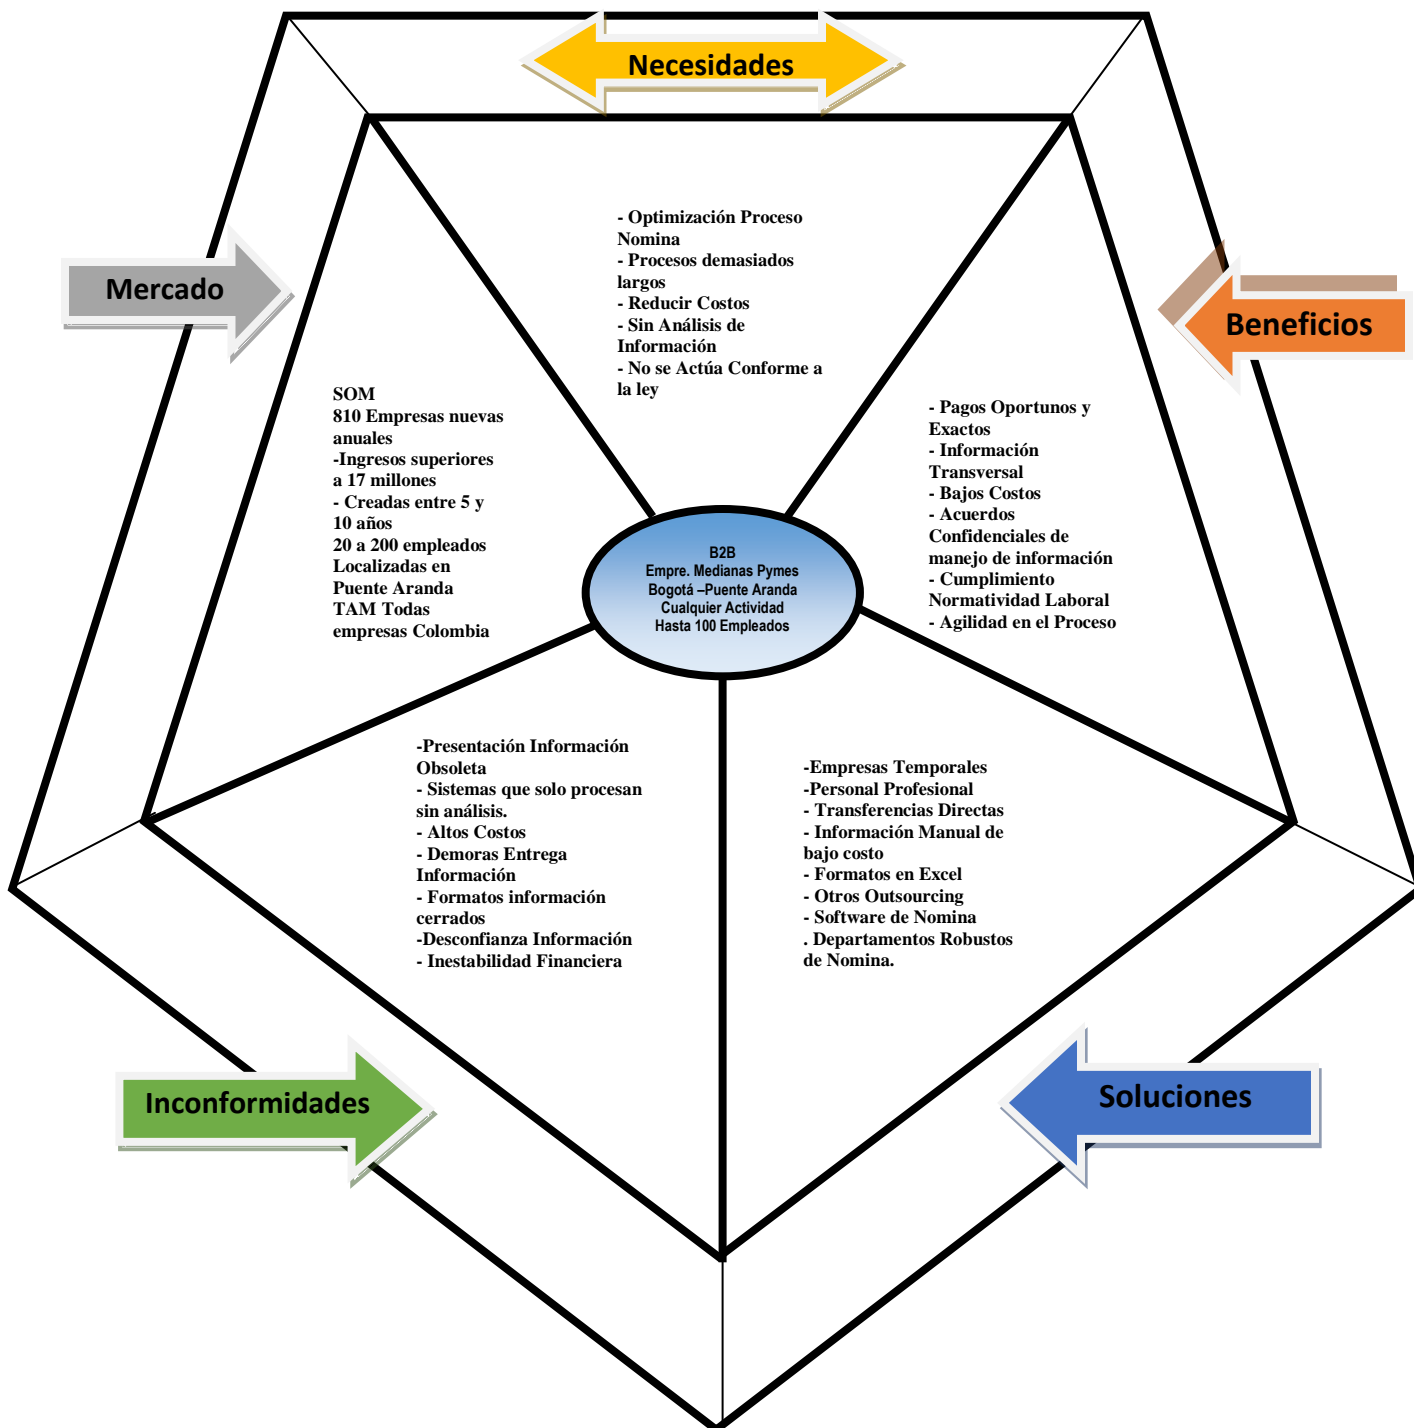 Necesidades
- Optimización Proceso
Nomina
- Procesos demasiados
largos
- Reducir Costos
- Sin Análisis de
Información
- No se Actúa Conforme a
la ley
Mercado
SOM
810 Empresas nuevas
anuales
-Ingresos superiores
a 17 millones
- Creadas entre 5 y
10 años
20 a 200 empleados
Localizadas en
Puente Aranda
TAM Todas
empresas Colombia
Beneficios
- Pagos Oportunos y
Exactos
- Información
Transversal
- Bajos Costos
- Acuerdos
Confidenciales de
manejo de información
- Cumplimiento
Normatividad Laboral
- Agilidad en el Proceso
B2B
Empre. Medianas Pymes
Bogotá –Puente Aranda
Cualquier Actividad
Hasta 100 Empleados
-Presentación Información
Obsoleta
- Sistemas que solo procesan
sin análisis.
- Altos Costos
- Demoras Entrega
Información
- Formatos información
cerrados
-Desconfianza Información
- Inestabilidad Financiera
Inconformidades
-Empresas Temporales
-Personal Profesional
- Transferencias Directas
- Información Manual de
bajo costo
- Formatos en Excel
- Otros Outsourcing
- Software de Nomina
. Departamentos Robustos
de Nomina.
Soluciones